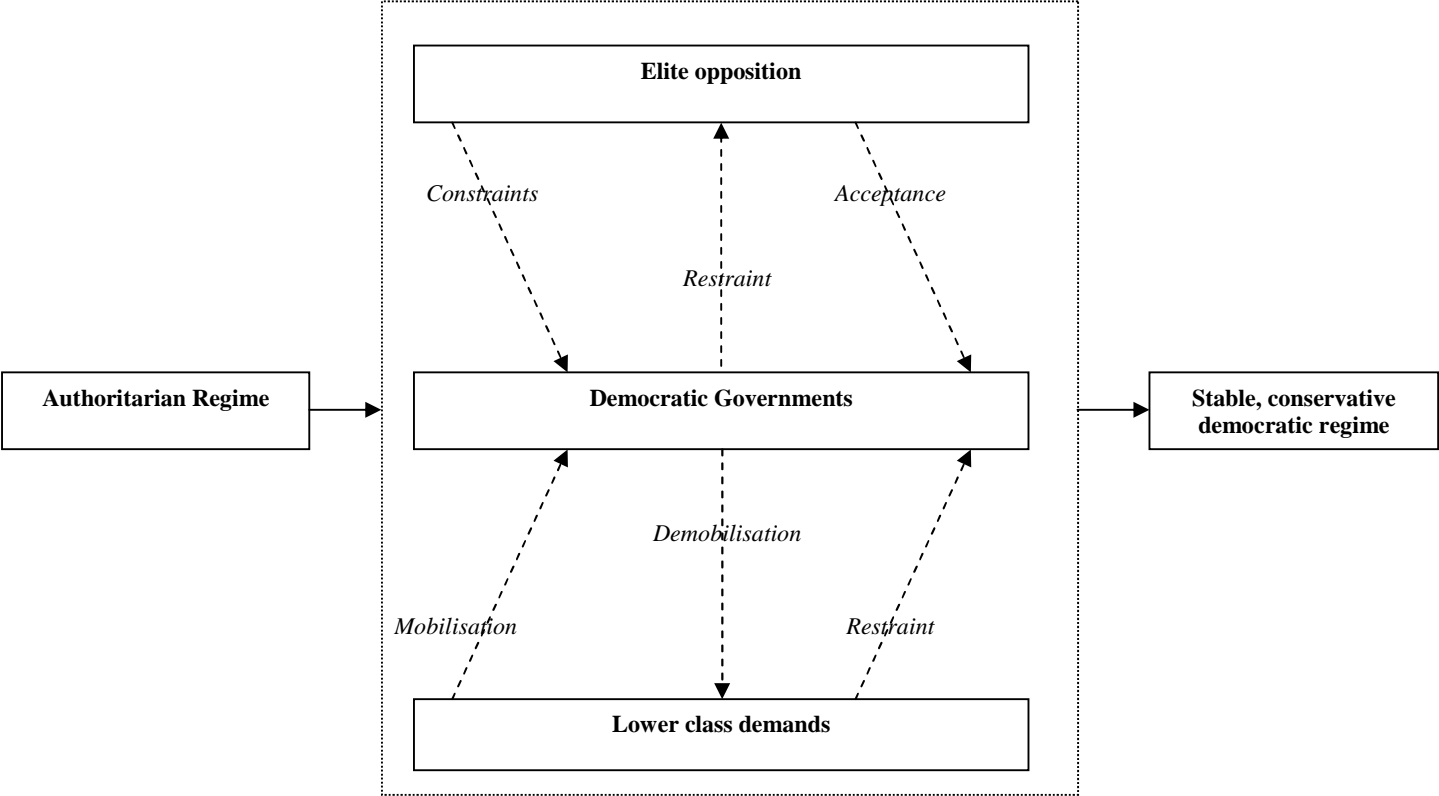 Elite opposition
Constraints
Acceptance
Restraint
Authoritarian Regime
Democratic Governments
Stable, conservative
democratic regime
Demobilisation
Mobilisation
Restraint
Lower class demands